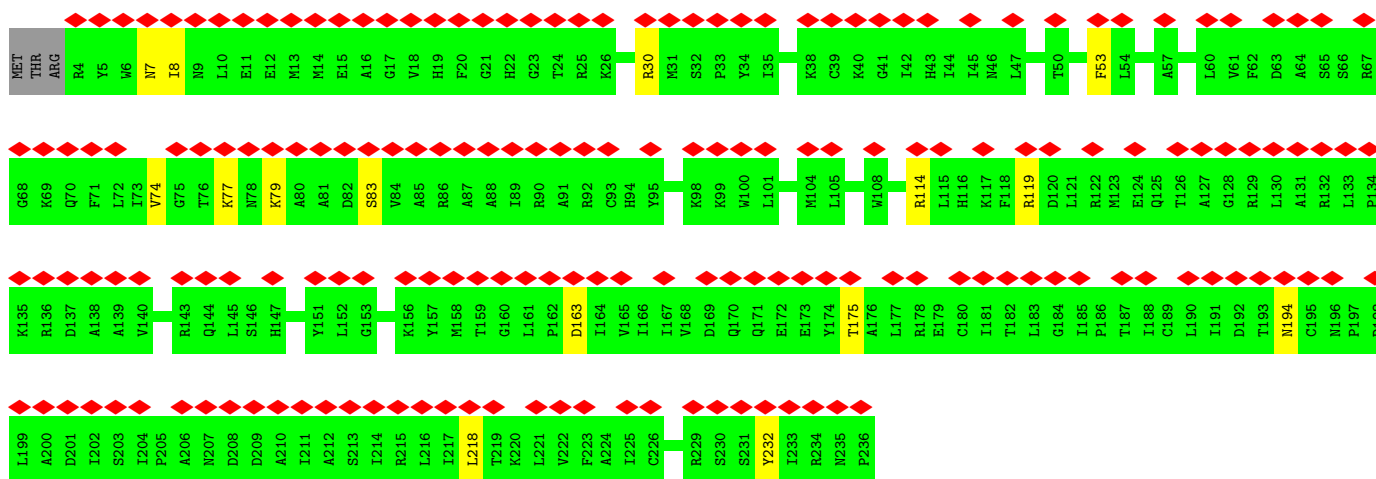 MET THR ARG R4 Y5 W6 N7 I8 N9 L10 E11 E12 M13 M14 E15 A16 G17 V18 H19 F20 G21 H22 G23 T24 R25 K26 R30 M31 S32 P33 Y34 I35 K38 C39 K40 G41 I42 H43 I44 I45 N46 L47 T50 F53 L54 A57 L60 V61 F62 D63 A64 S65 S66 R67
G68 K69 Q70 F71 L72 I73 V74 G75 T76 K77 N78 K79 A80 A81 D82 S83 V84 A85 R86 A87 A88 I89 R90 A91 R92 C93 H94 Y95 K98 K99 W100 L101 M104 L105 W108 R114 L115 H116 K117 F118 R119 D120 L121 R122 M123 E124 Q125 T126 A127 G128 R129 L130 A131 R132 L133 P134
K135 R136 D137 A138 A139 V140 R143 Q144 L145 S146 H147 Y151 L152 G153 K156 Y157 M158 T159 G160 L161 P162 D163 I164 V165 I166 I167 V168 D169 Q170 Q171 E172 E173 Y174 T175 A176 L177 R178 E179 C180 I181 T182 L183 G184 I185 P186 T187 I188 C189 L190 I191 D192 T193 N194 C195 N196 P197
L199 A200 D201 I202 S203 I204 P205 A206 N207 D208 D209 A210 I211 A212 S213 I214 R215 L216 I217 L218 T219 K220 L221 V222 F223 A224 I225 C226 R229 S230 S231 Y232 I233 R234 N235 P236